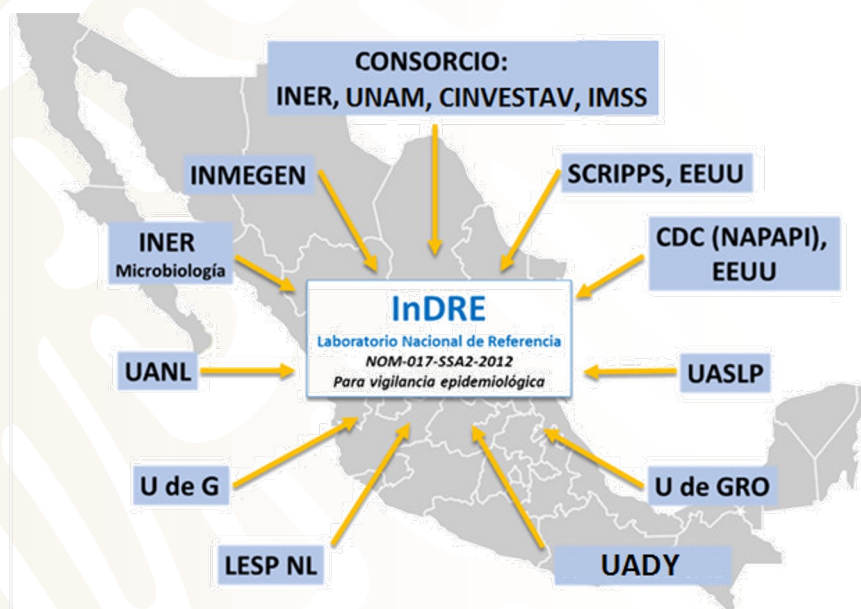 CONSORCIO:
INER, UNAM, CINVESTAV, IMSS
INMEGEN
SCRIPPS, EEUU
INER
Microbiología
CDC (NAPAPI),
EEUU
InDRE
Laboratorio Nacional de Referencia
NOM-017-SSA2-2012
Para vigilancia epidemiológica
UANL
UASLP
U de G
U de GRO
LESP NL
UADY